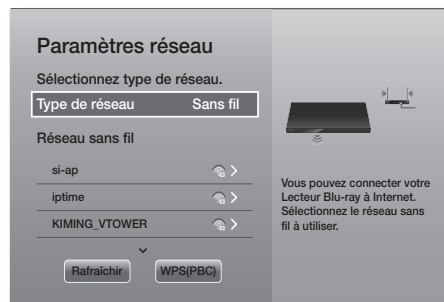 Paramètres réseau
Sélectionnez type de réseau.
Type de réseau Sans fil
Réseau sans fil
si-ap
iptime
KIMING_VTOWER
Rafraîchir WPS(PBC)
Vous pouvez connecter votre
Lecteur Blu-ray à Internet.
Sélectionnez le réseau sans
fil à utiliser.